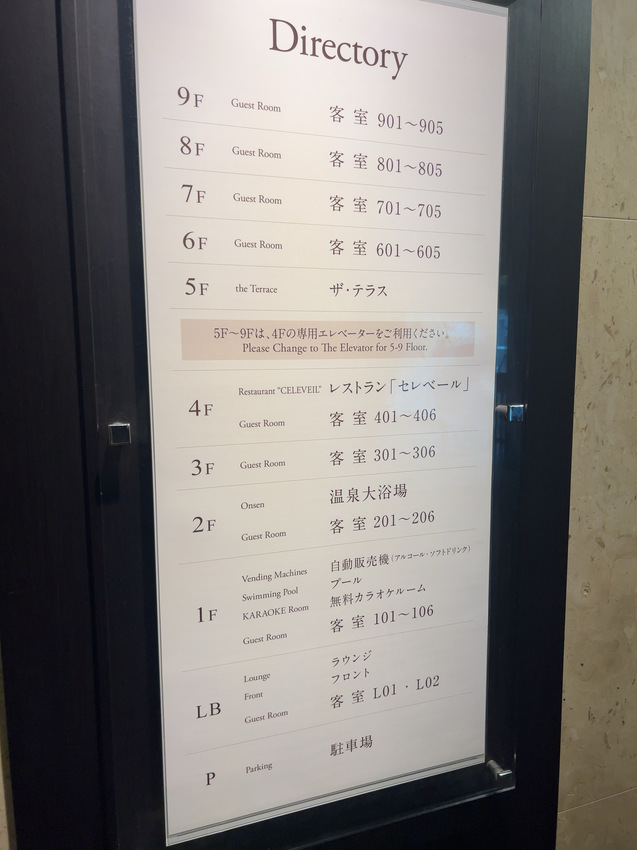 Directory
9F Guest Room 客室 901〜905
8F Guest Room 客室 801〜805
7F Guest Room 客室 701〜705
6F Guest Room 客室 601〜605
5F the Terrace ザ・テラス
5F〜9Fは、4Fの専用エレベーターをご利用ください。
Please Change to The Elevator for 5-9 Floor.
4F Restaurant "CELEVEIL" レストラン「セレベール」
Guest Room 客室 401〜406
3F Guest Room 客室 301〜306
2F Onsen 温泉大浴場
Guest Room 客室 201〜206
1F Vending Machines 自動販売機(アルコール・ソフトドリンク)
Swimming Pool プール
KARAOKE Room 無料カラオケルーム
Guest Room 客室 101〜106
LB Lounge ラウンジ
Front フロント
Guest Room 客室 L01・L02
P Parking 駐車場